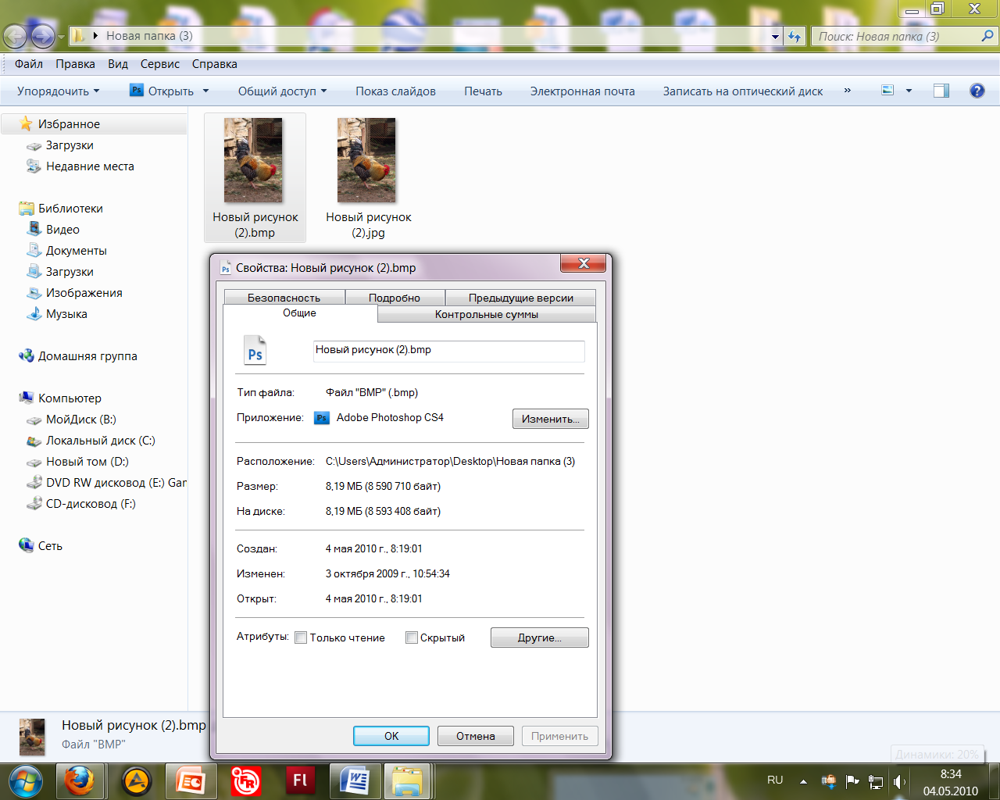 Новая папка (3)
Поиск: Новая папка (3)
Файл Правка Вид Сервис Справка
Упорядочить Ps Открыть Общий доступ Показ слайдов Печать Электронная почта Записать на оптический диск »
Избранное
Загрузки
Недавние места
Библиотеки
Видео
Документы
Загрузки
Изображения
Музыка
Домашняя группа
Компьютер
МойДиск (B:)
Локальный диск (C:)
Новый том (D:)
DVD RW дисковод (E:) Gar
CD-дисковод (F:)
Сеть
Новый рисунок
(2).bmp
Новый рисунок
(2).jpg
Ps Свойства: Новый рисунок (2).bmp
Безопасность Подробно Предыдущие версии
Общие Контрольные суммы
Ps Новый рисунок (2).bmp
Тип файла: Файл "BMP" (.bmp)
Приложение: Ps Adobe Photoshop CS4 Изменить...
Расположение: C:\Users\Администратор\Desktop\Новая папка (3)
Размер: 8,19 МБ (8 590 710 байт)
На диске: 8,19 МБ (8 593 408 байт)
Создан: 4 мая 2010 г., 8:19:01
Изменен: 3 октября 2009 г., 10:54:34
Открыт: 4 мая 2010 г., 8:19:01
Атрибуты: Только чтение Скрытый Другие...
OK Отмена Применить
Новый рисунок (2).bmp
Файл "BMP"
Динамики: 20%
FR Fl W RU 8:34
04.05.2010